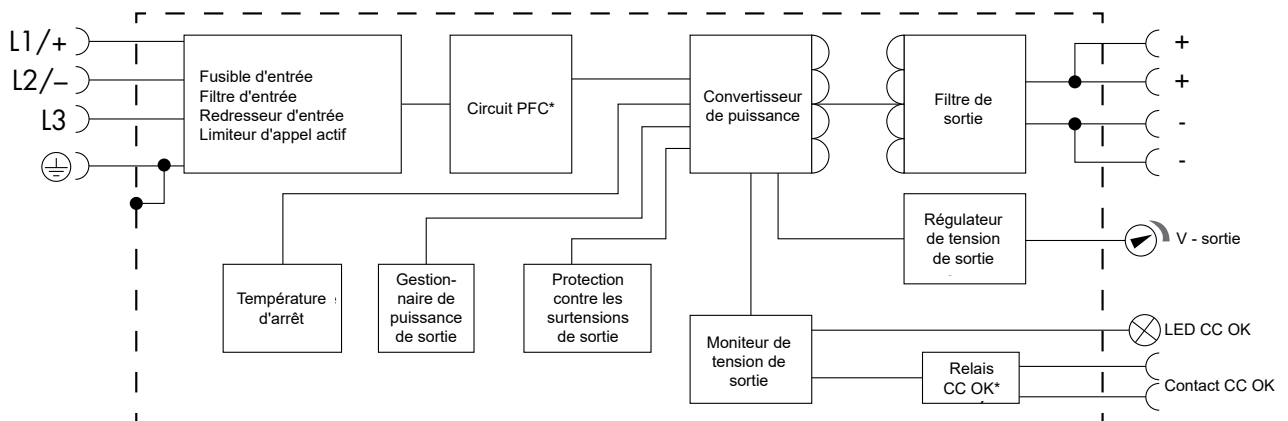 L1/+
L2/–
L3
Fusible d'entrée
Filtre d'entrée
Redresseur d'entrée
Limiteur d'appel actif
Circuit PFC*
Convertisseur
de puissance
Filtre de
sortie
+
+
-
-
Régulateur
de tension
de sortie
V - sortie
Température
d'arrêt
Gestion-
naire de
puissance
de sortie
Protection
contre les
surtensions
de sortie
Moniteur de
tension de
sortie
LED CC OK
Relais
CC OK*
Contact CC OK